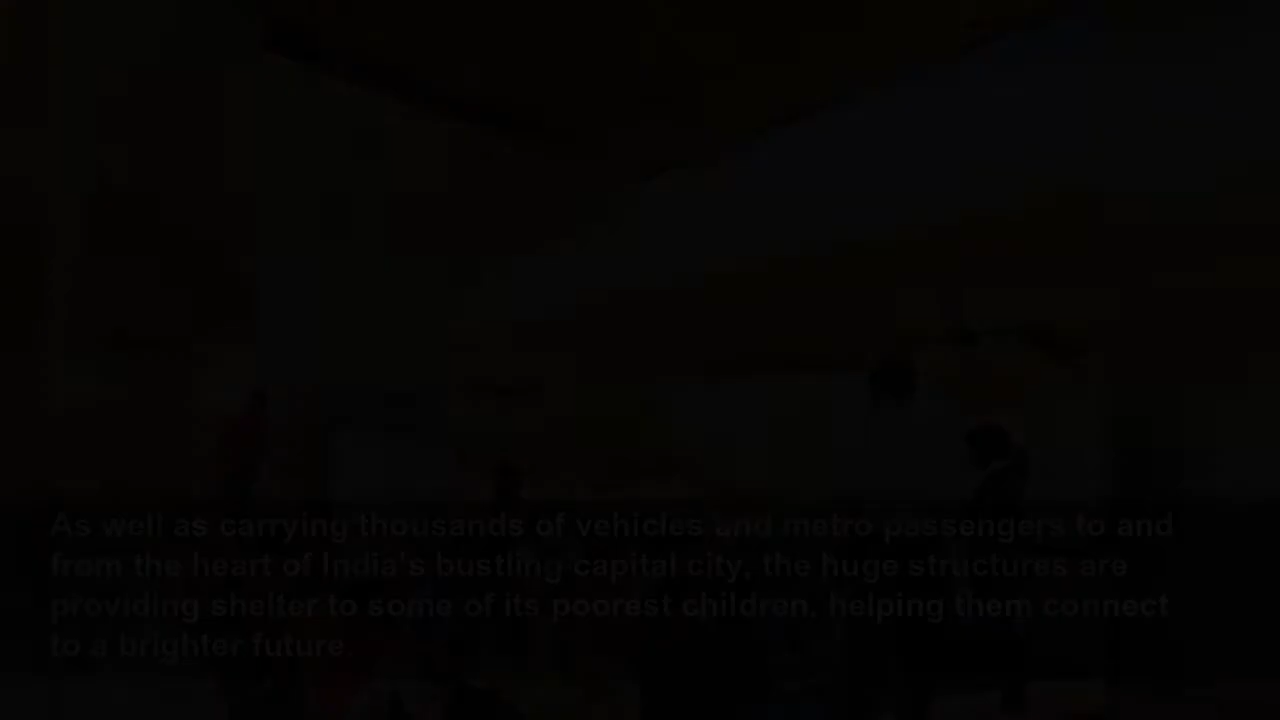 As well as carrying thousands of vehicles and metro passengers to and
from the heart of India's bustling capital city, the huge structures are
providing shelter to some of its poorest children, helping them connect
to a brighter future.